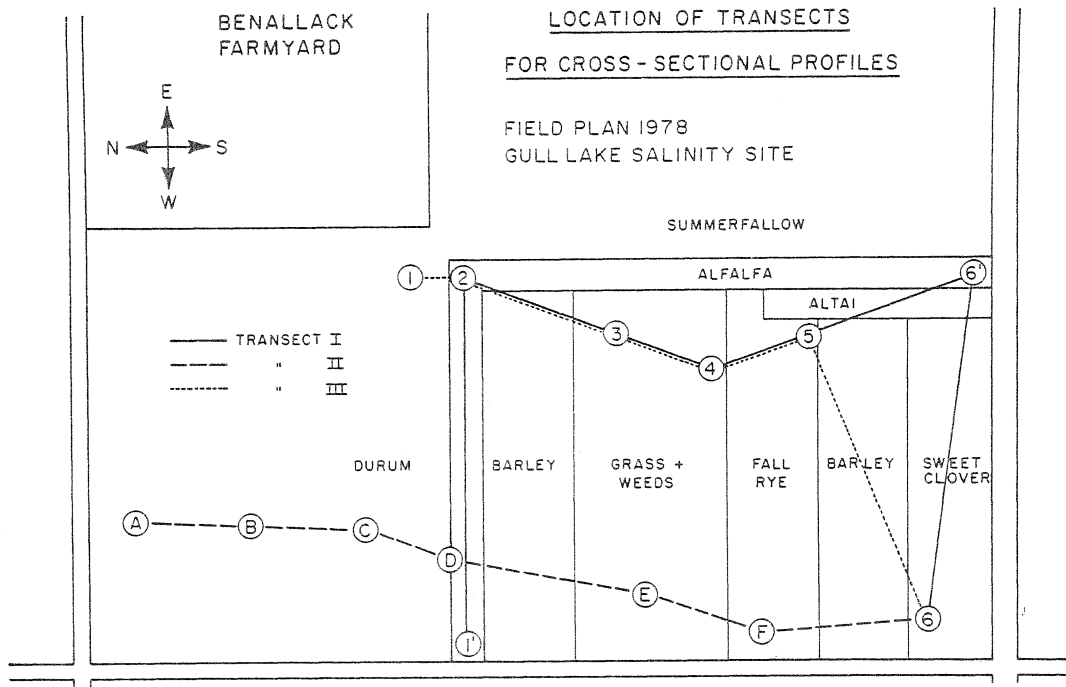 BENALLACK
FARMYARD
LOCATION OF TRANSECTS
FOR CROSS-SECTIONAL PROFILES
FIELD PLAN 1978
GULL LAKE SALINITY SITE
E
N S
W
SUMMERFALLOW
1 2 ALFALFA 6'
ALTAI
3 5
4
TRANSECT I
" II
" III
DURUM
BARLEY
GRASS +
WEEDS
FALL
RYE
BARLEY
SWEET
CLOVER
A B C
D
E
F 6
1'